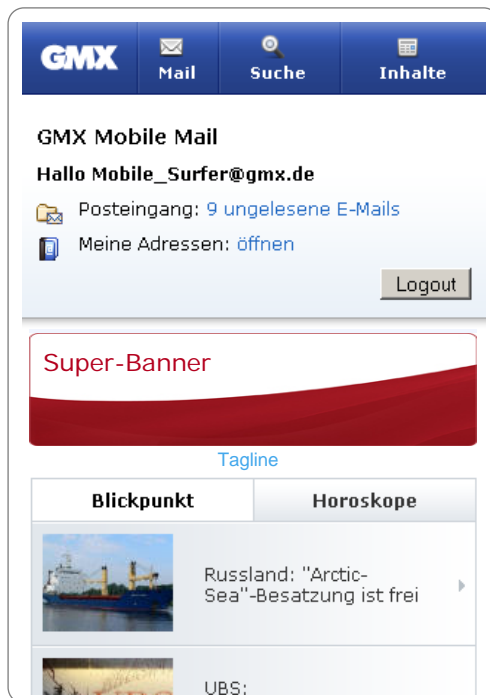 GMX
Mail
Suche
Inhalte
GMX Mobile Mail
Hallo Mobile_Surfer@gmx.de
Posteingang: 9 ungelesene E-Mails
Meine Adressen: öffnen
Logout
Super-Banner
Tagline
Blickpunkt
Horoskope
Russland: "Arctic-
Sea"-Besatzung ist frei
UBS: